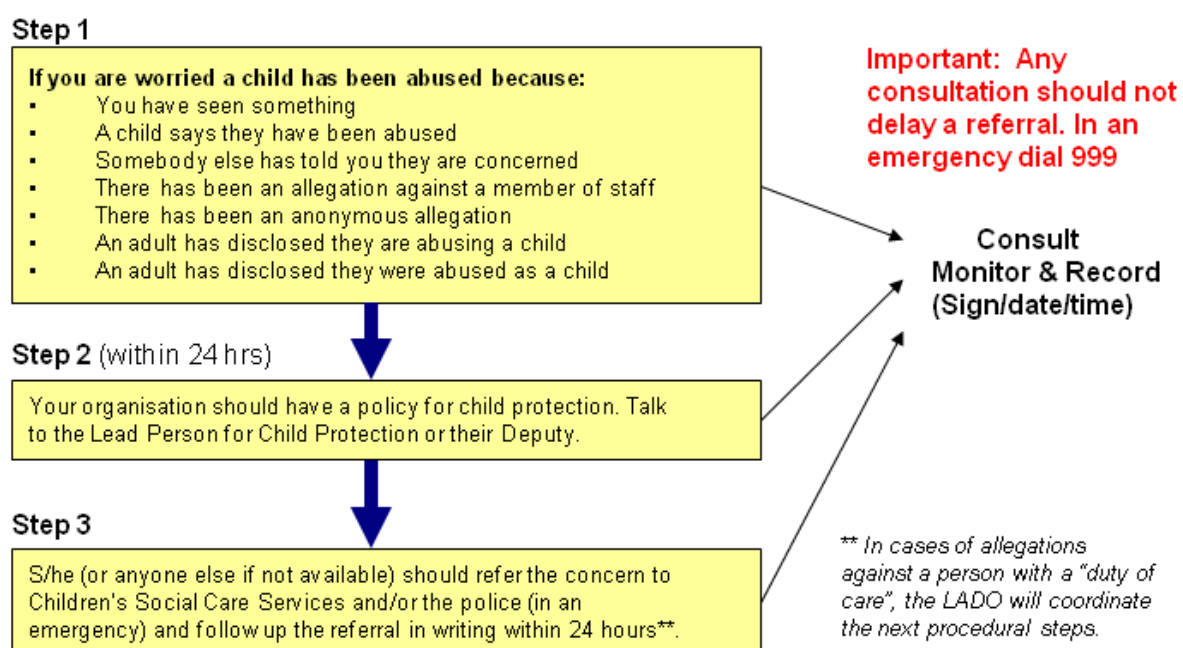 Step 1
If you are worried a child has been abused because:
▪ You have seen something
▪ A child says they have been abused
▪ Somebody else has told you they are concerned
▪ There has been an allegation against a member of staff
▪ There has been an anonymous allegation
▪ An adult has disclosed they are abusing a child
▪ An adult has disclosed they were abused as a child
Important: Any
consultation should not
delay a referral. In an
emergency dial 999
Consult
Monitor & Record
(Sign/date/time)
Step 2 (within 24 hrs)
Your organisation should have a policy for child protection. Talk
to the Lead Person for Child Protection or their Deputy.
Step 3
S/he (or anyone else if not available) should refer the concern to
Children's Social Care Services and/or the police (in an
emergency) and follow up the referral in writing within 24 hours**.
** In cases of allegations
against a person with a "duty of
care", the LADO will coordinate
the next procedural steps.